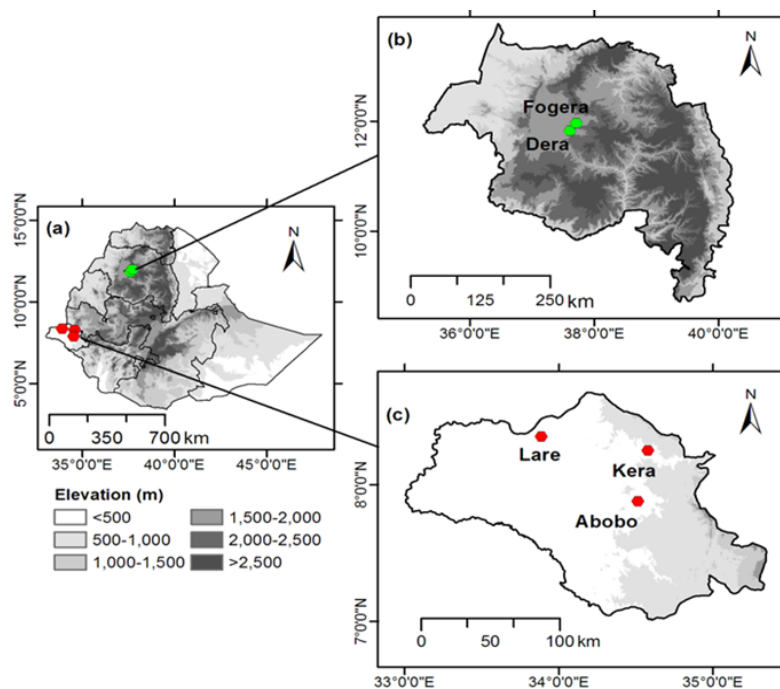 (a)
N
15°0'0"N
10°0'0"N
5°0'0"N
0 350 700 km
35°0'0"E 40°0'0"E 45°0'0"E
Elevation (m)
<500 1,500-2,000
500-1,000 2,000-2,500
1,000-1,500 >2,500
(b)
N
Fogera
Dera
12°0'0"N
10°0'0"N
0 125 250 km
36°0'0"E 38°0'0"E 40°0'0"E
(c)
N
Lare
Kera
Abobo
8°0'0"N
7°0'0"N
0 50 100 km
33°0'0"E 34°0'0"E 35°0'0"E